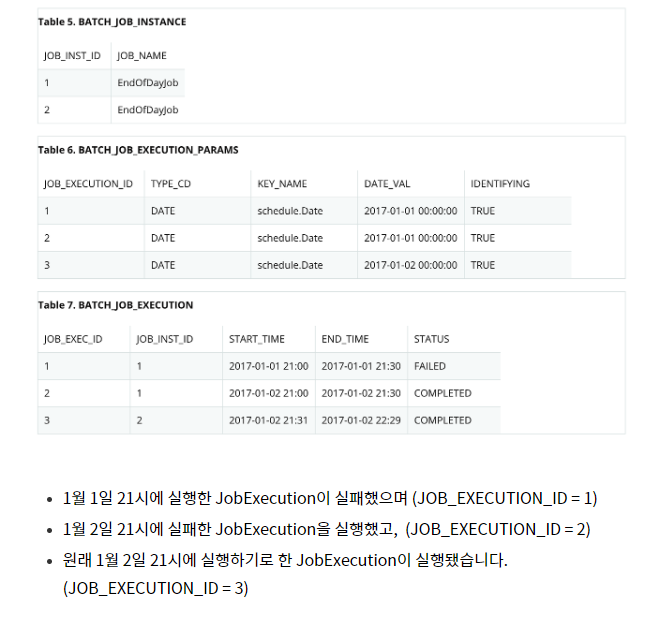 Table 5. BATCH_JOB_INSTANCE
JOB_INST_ID JOB_NAME
1 EndOfDayJob
2 EndOfDayJob
Table 6. BATCH_JOB_EXECUTION_PARAMS
JOB_EXECUTION_ID TYPE_CD KEY_NAME DATE_VAL IDENTIFYING
1 DATE schedule.Date 2017-01-01 00:00:00 TRUE
2 DATE schedule.Date 2017-01-01 00:00:00 TRUE
3 DATE schedule.Date 2017-01-02 00:00:00 TRUE
Table 7. BATCH_JOB_EXECUTION
JOB_EXEC_ID JOB_INST_ID START_TIME END_TIME STATUS
1 1 2017-01-01 21:00 2017-01-01 21:30 FAILED
2 1 2017-01-02 21:00 2017-01-02 21:30 COMPLETED
3 2 2017-01-02 21:31 2017-01-02 22:29 COMPLETED
• 1월 1일 21시에 실행한 JobExecution이 실패했으며 (JOB_EXECUTION_ID = 1)
• 1월 2일 21시에 실패한 JobExecution을 실행했고, (JOB_EXECUTION_ID = 2)
• 원래 1월 2일 21시에 실행하기로 한 JobExecution이 실행됐습니다.
(JOB_EXECUTION_ID = 3)